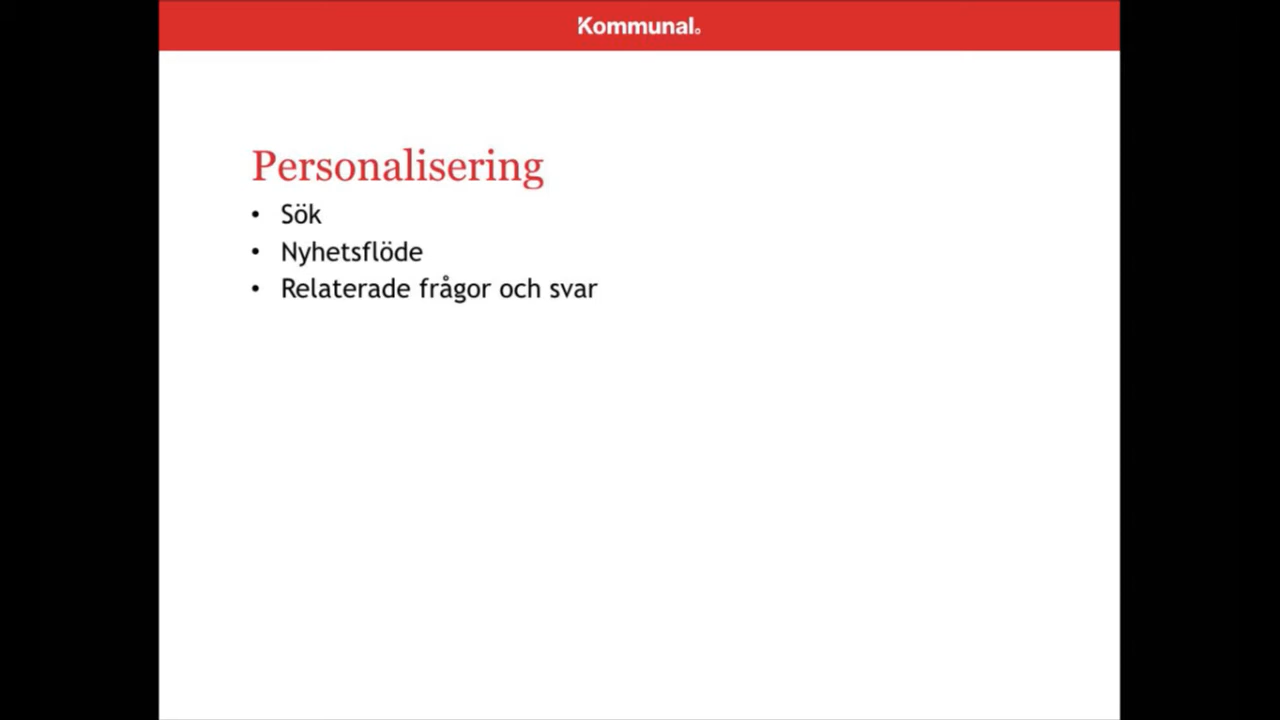 Kommunal.
Personalisering
• Sök
• Nyhetsflöde
• Relaterade frågor och svar